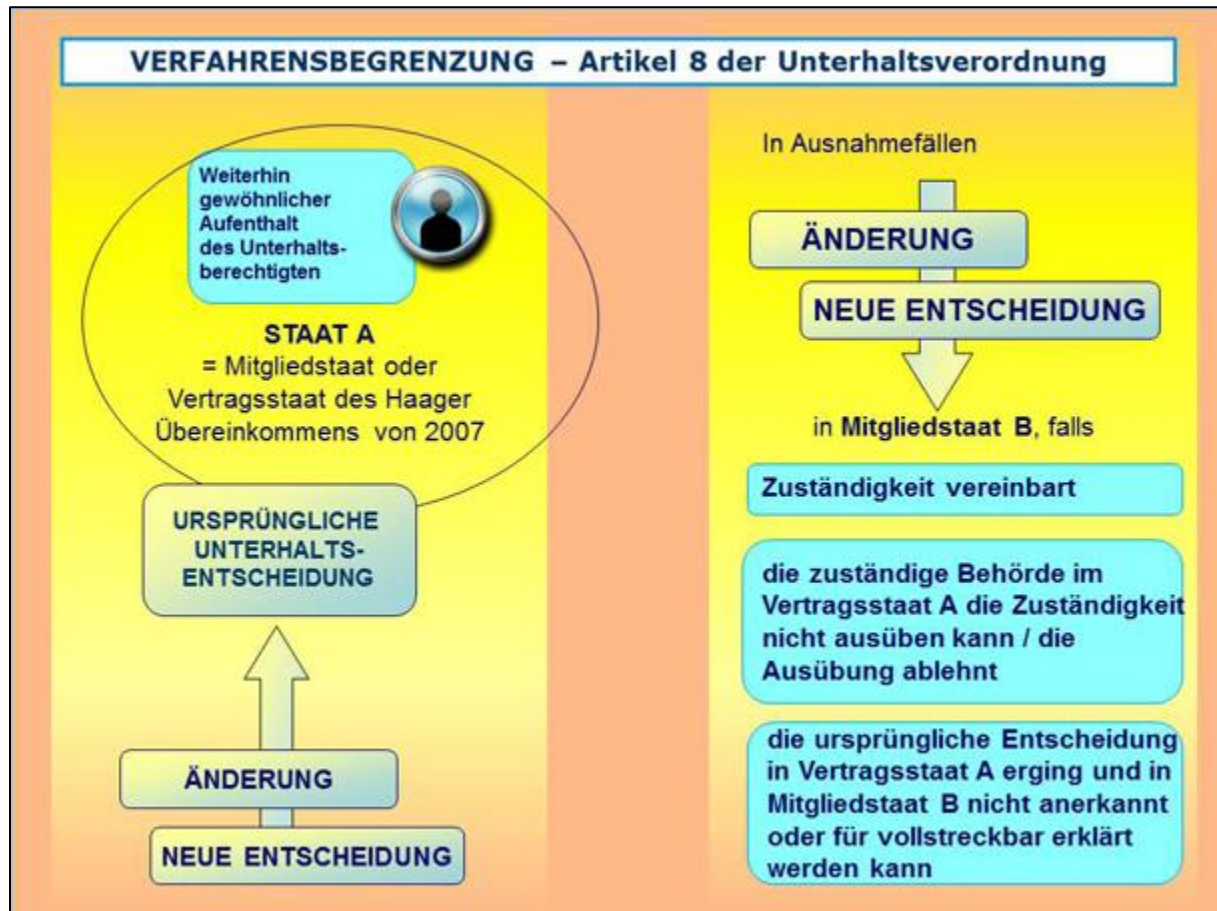 VERFAHRENSBEGRENZUNG – Artikel 8 der Unterhaltsverordnung
Weiterhin
gewöhnlicher
Aufenthalt
des Unterhalts-
berechtigten
STAAT A
= Mitgliedstaat oder
Vertragsstaat des Haager
Übereinkommens von 2007
URSPRÜNGLICHE
UNTERHALTS-
ENTSCHEIDUNG
ÄNDERUNG
NEUE ENTSCHEIDUNG
In Ausnahmefällen
ÄNDERUNG
NEUE ENTSCHEIDUNG
in Mitgliedstaat B, falls
Zuständigkeit vereinbart
die zuständige Behörde im
Vertragsstaat A die Zuständigkeit
nicht ausüben kann / die
Ausübung ablehnt
die ursprüngliche Entscheidung
in Vertragsstaat A erging und in
Mitgliedstaat B nicht anerkannt
oder für vollstreckbar erklärt
werden kann